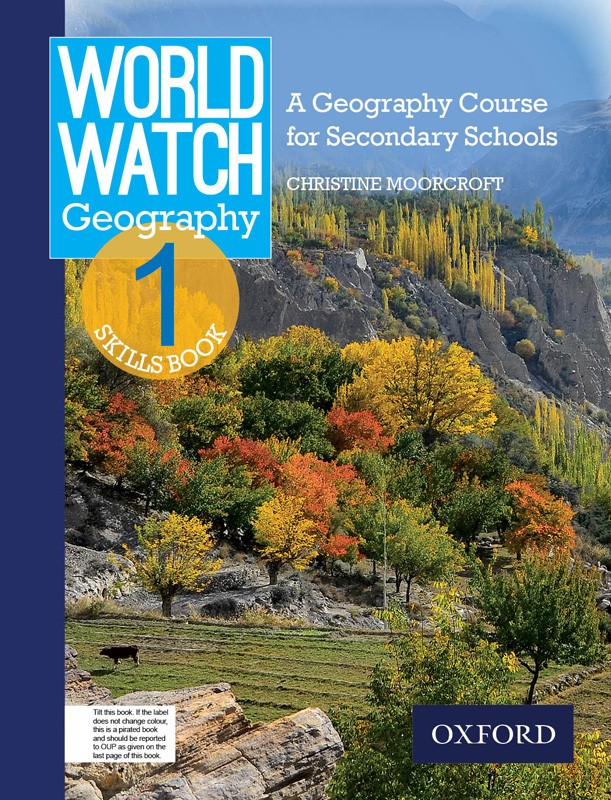 WORLD
WATCH
Geography
1
SKILLS BOOK
A Geography Course
for Secondary Schools
CHRISTINE MOORCROFT
Tilt this book. If the label
does not change colour,
this is a pirated book
and should be reported
to OUP as given on the
last page of this book.
OXFORD